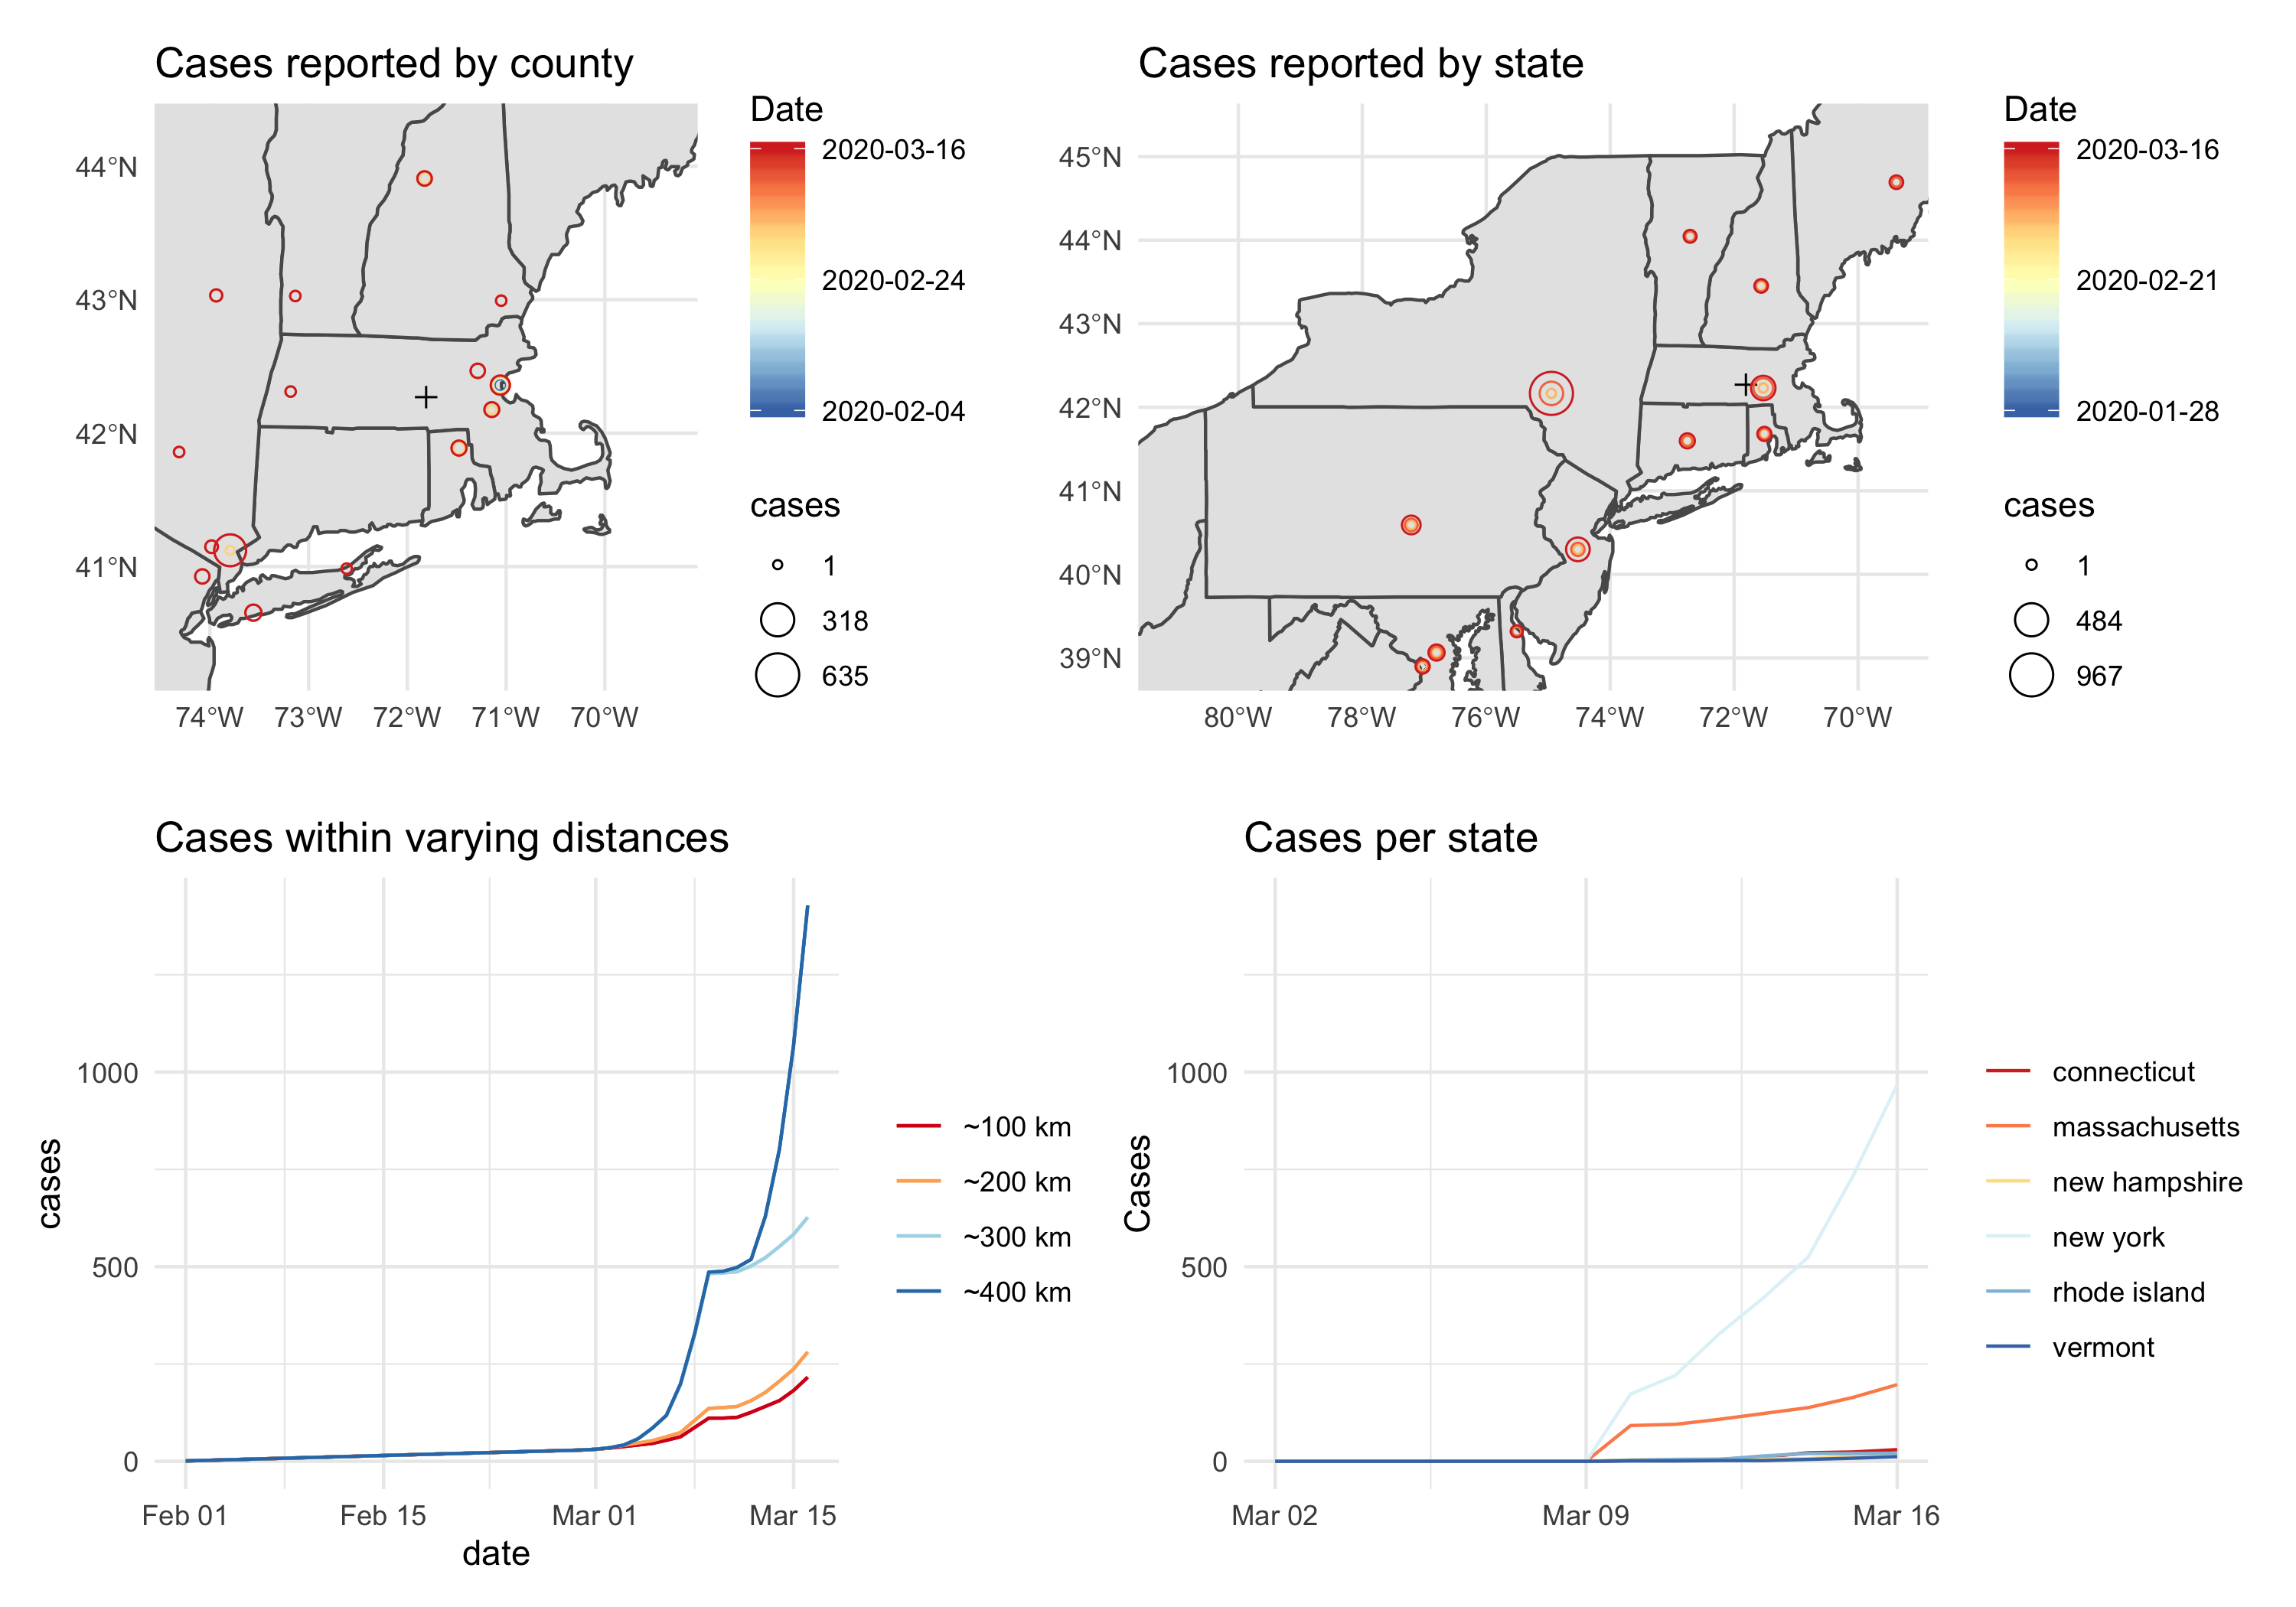 Cases reported by county
44°N
43°N
42°N
41°N
74°W 73°W 72°W 71°W 70°W
Date
2020-03-16
2020-02-24
2020-02-04
cases
1
318
635
Cases reported by state
45°N
44°N
43°N
42°N
41°N
40°N
39°N
80°W 78°W 76°W 74°W 72°W 70°W
Date
2020-03-16
2020-02-21
2020-01-28
cases
1
484
967
Cases within varying distances
cases
1000
500
0
Feb 01 Feb 15 Mar 01 Mar 15
date
~100 km
~200 km
~300 km
~400 km
Cases per state
Cases
1000
500
0
Mar 02 Mar 09 Mar 16
connecticut
massachusetts
new hampshire
new york
rhode island
vermont